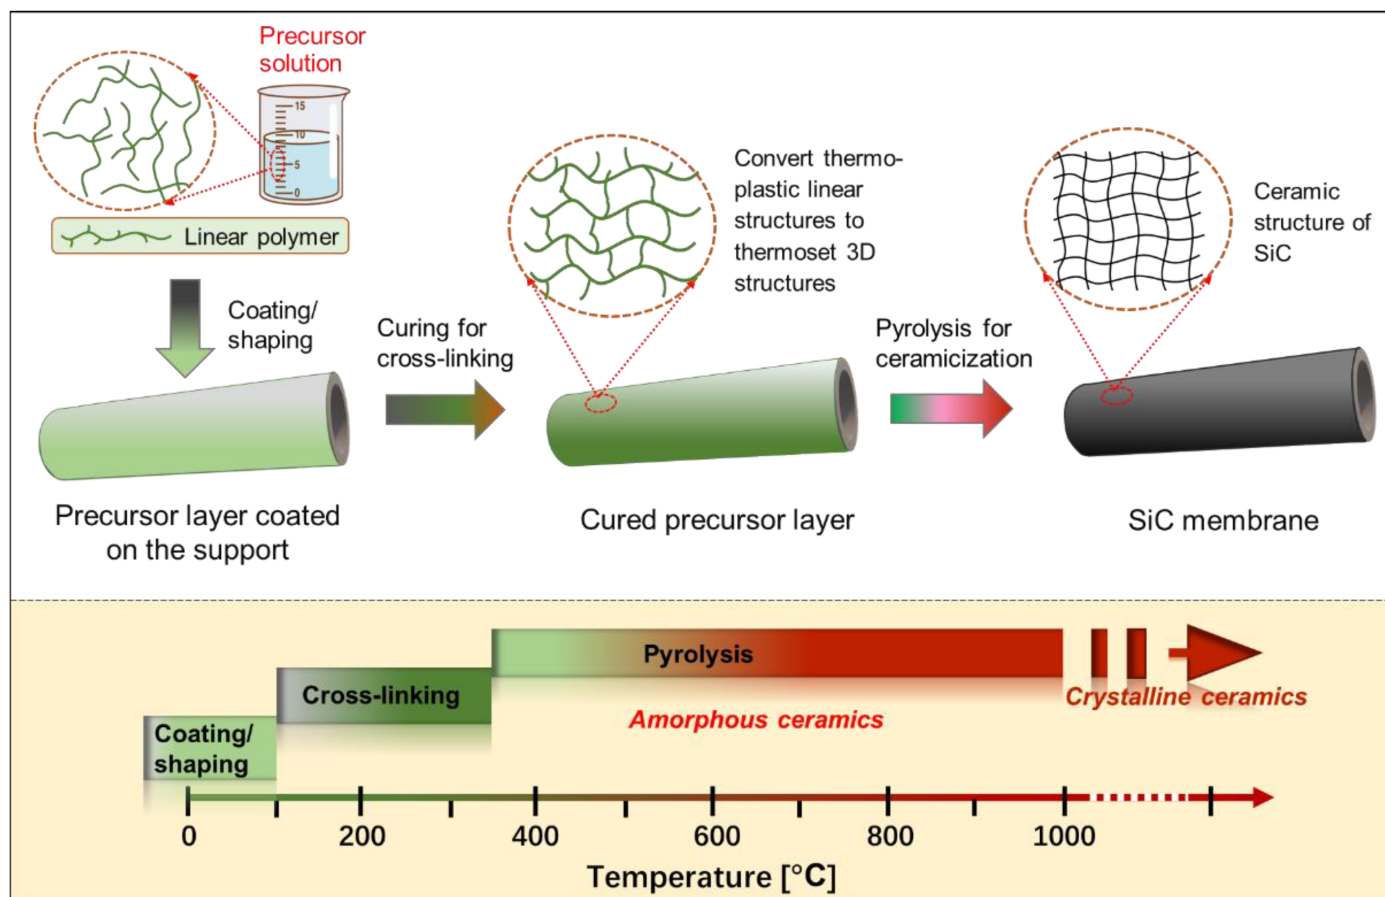 Precursor
solution
15
10
5
0
Linear polymer
Coating/
shaping
Curing for
cross-linking
Convert thermo-
plastic linear
structures to
thermoset 3D
structures
Pyrolysis for
ceramicization
Ceramic
structure of
SiC
Precursor layer coated
on the support
Cured precursor layer
SiC membrane
Coating/
shaping
Cross-linking
Pyrolysis
Amorphous ceramics
Crystalline ceramics
0 200 400 600 800 1000
Temperature [°C]